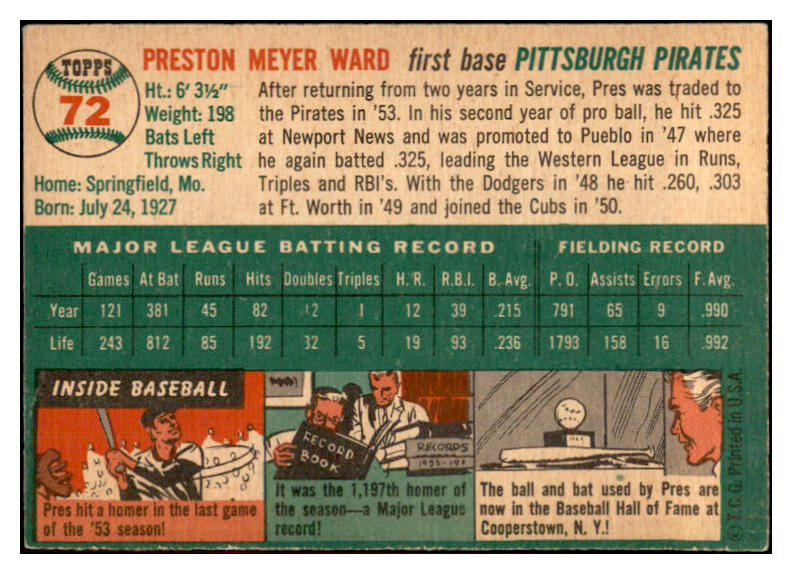 TOPPS
72
PRESTON MEYER WARD first base PITTSBURGH PIRATES
Ht.: 6' 3½"
Weight: 198
Bats Left
Throws Right
Home: Springfield, Mo.
Born: July 24, 1927
After returning from two years in Service, Pres was traded to
the Pirates in '53. In his second year of pro ball, he hit .325
at Newport News and was promoted to Pueblo in '47 where
he again batted .325, leading the Western League in Runs,
Triples and RBI's. With the Dodgers in '48 he hit .260, .303
at Ft. Worth in '49 and joined the Cubs in '50.
MAJOR LEAGUE BATTING RECORD FIELDING RECORD
Games At Bat Runs Hits Doubles Triples H.R. R.B.I. B. Avg. P.O. Assists Errors F. Avg.
Year 121 381 45 82 12 1 12 39 .215 791 65 9 .990
Life 243 812 85 192 32 5 19 93 .236 1793 158 16 .992
INSIDE BASEBALL
Pres hit a homer in the last game
of the '53 season!
RECORD
BOOK
RECORDS
It was the 1,197th homer of
the season—a Major League
record!
The ball and bat used by Pres are
now in the Baseball Hall of Fame at
Cooperstown, N. Y.!
© T.C.G. Printed in U.S.A.